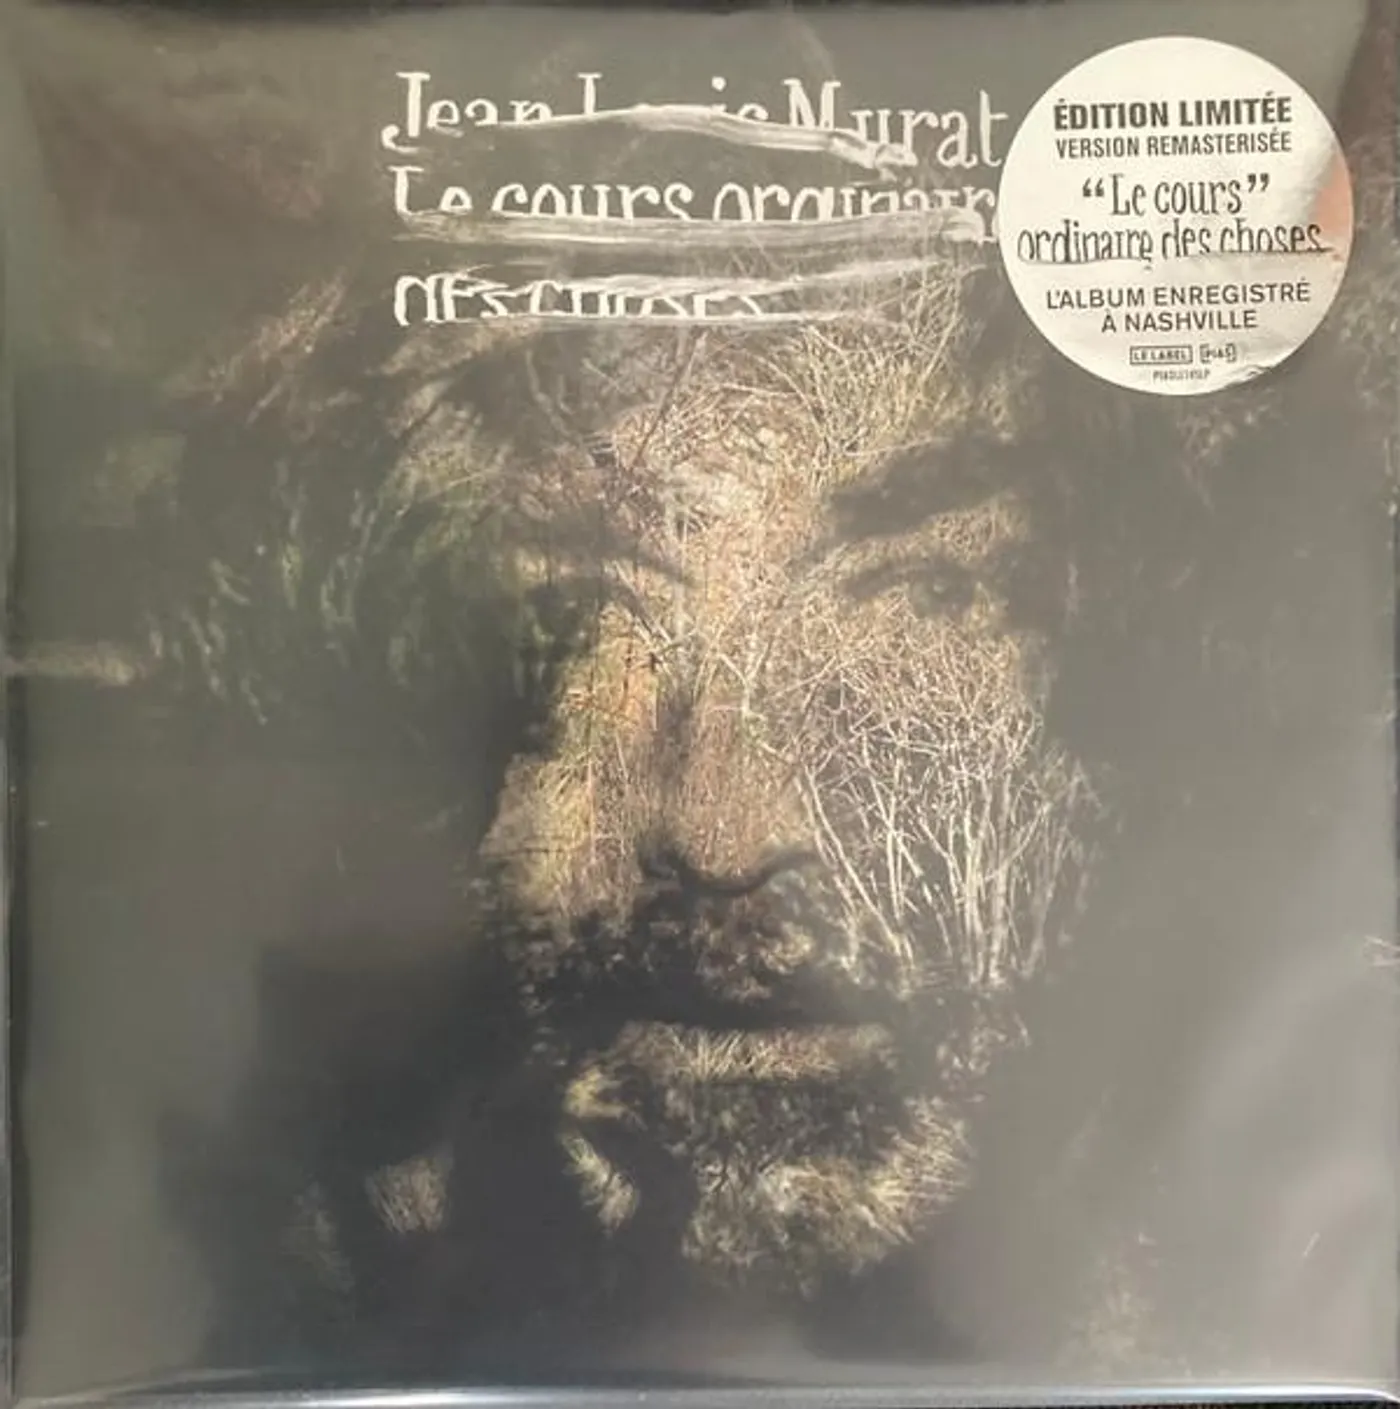 Jean Louis Murat
Le cours ordinaire
des choses
ÉDITION LIMITÉE
VERSION REMASTERISÉE
“Le cours”
ordinaire des choses
L'ALBUM ENREGISTRÉ
À NASHVILLE
LE LABEL [PIAS]